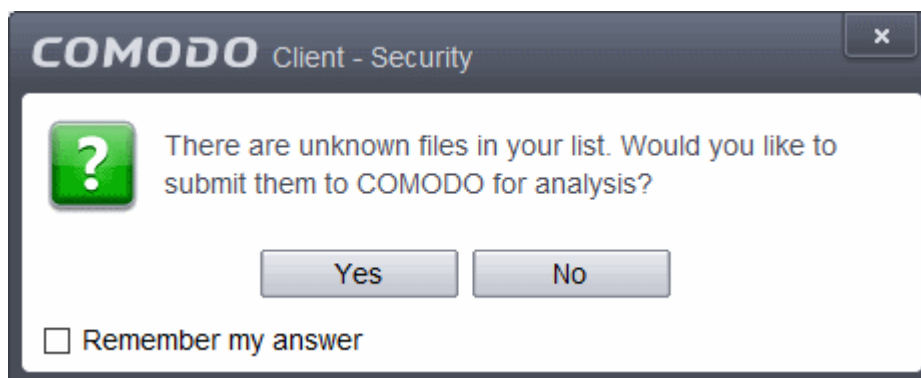 COMODO Client - Security
There are unknown files in your list. Would you like to
submit them to COMODO for analysis?
Yes No
Remember my answer